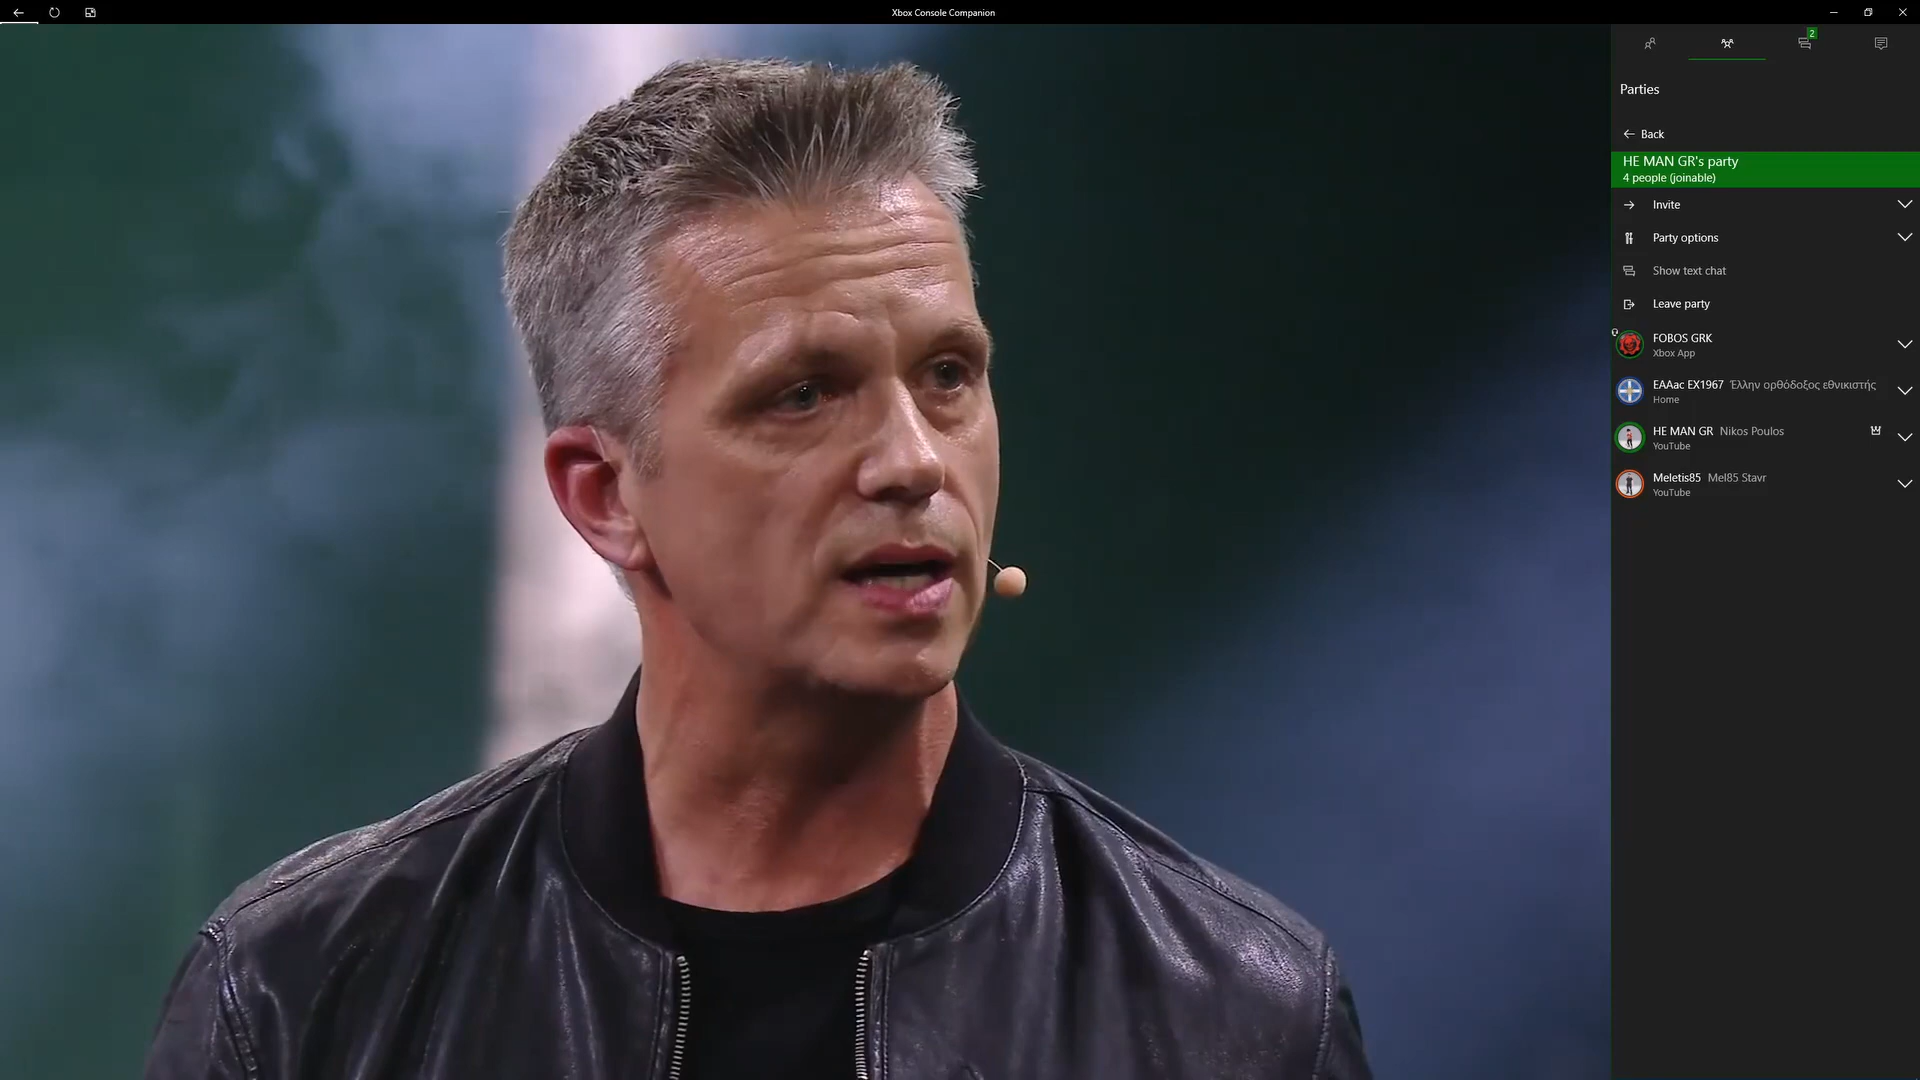 Xbox Console Companion
2
Parties
Back
HE MAN GR's party
4 people (joinable)
Invite
Party options
Show text chat
Leave party
FOBOS GRK
Xbox App
EAAac EX1967 Έλλην ορθόδοξος εθνικιστής
Home
HE MAN GR Nikos Poulos
YouTube
Meletis85 Mel85 Stavr
YouTube